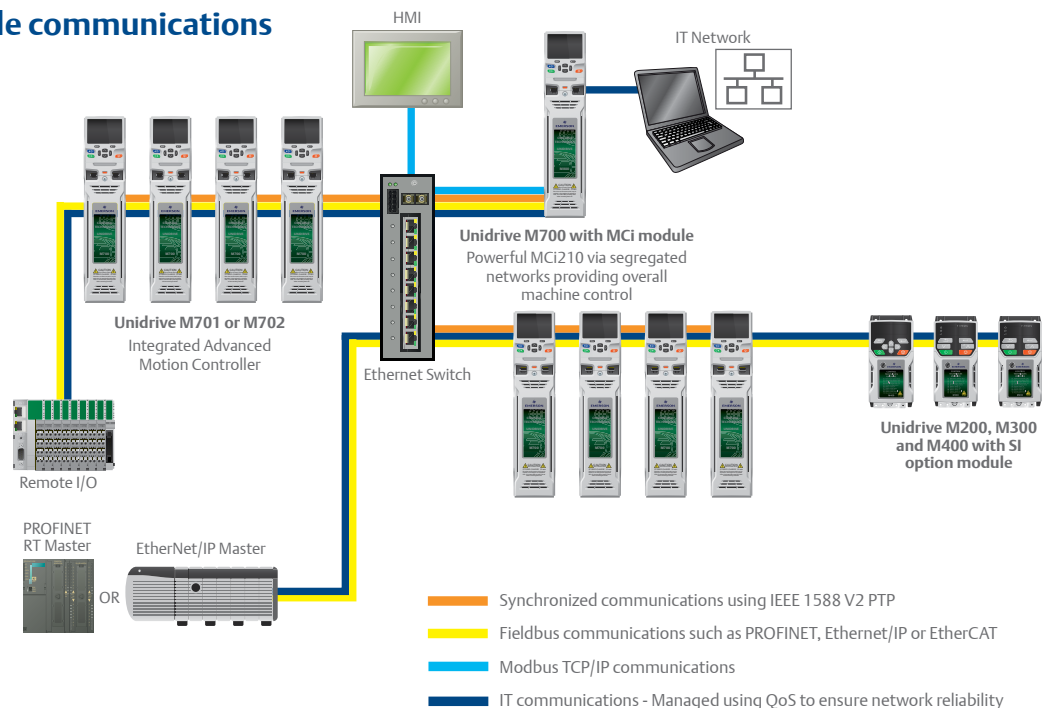 le communications
HMI
IT Network
Unidrive M700 with MCi module
Powerful MCi210 via segregated
networks providing overall
machine control
Unidrive M701 or M702
Integrated Advanced
Motion Controller
Ethernet Switch
Unidrive M200, M300
and M400 with SI
option module
Remote I/O
PROFINET
RT Master
OR
EtherNet/IP Master
Synchronized communications using IEEE 1588 V2 PTP
Fieldbus communications such as PROFINET, Ethernet/IP or EtherCAT
Modbus TCP/IP communications
IT communications - Managed using QoS to ensure network reliability